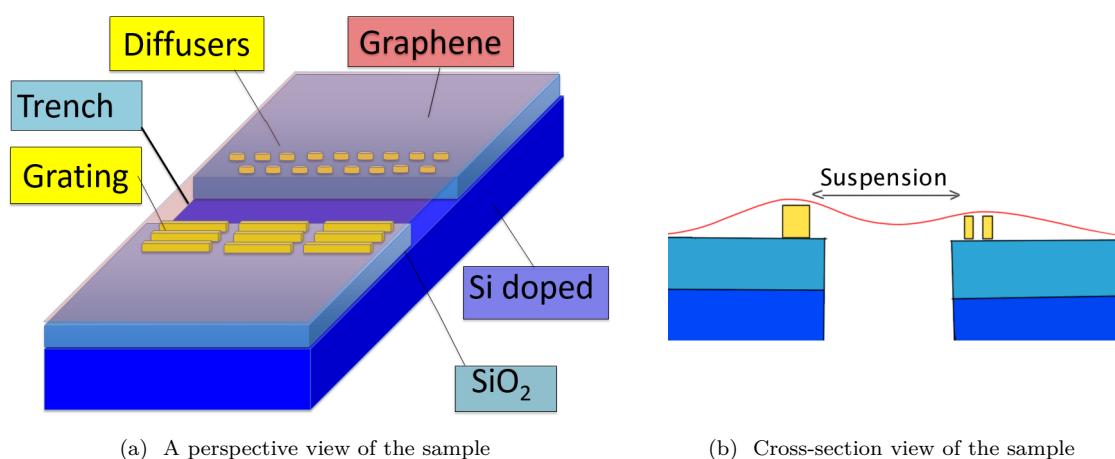 Diffusers
Graphene
Trench
Grating
Suspension
Si doped
SiO₂
(a) A perspective view of the sample
(b) Cross-section view of the sample